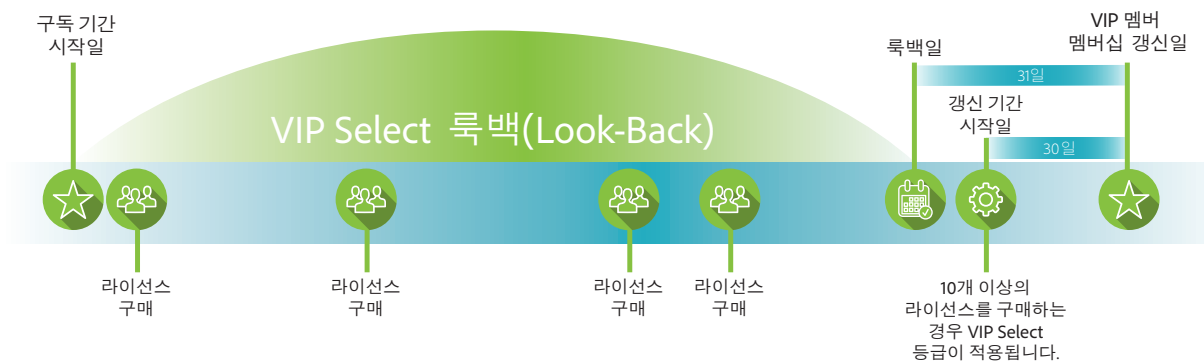 구독 기간
시작일
VIP Select 룩백(Look-Back)
룩백일
VIP 멤버
멤버십 갱신일
31일
갱신 기간
시작일
30일
라이선스
구매
라이선스
구매
라이선스
구매
라이선스
구매
10개 이상의
라이선스를 구매하는
경우 VIP Select
등급이 적용됩니다.